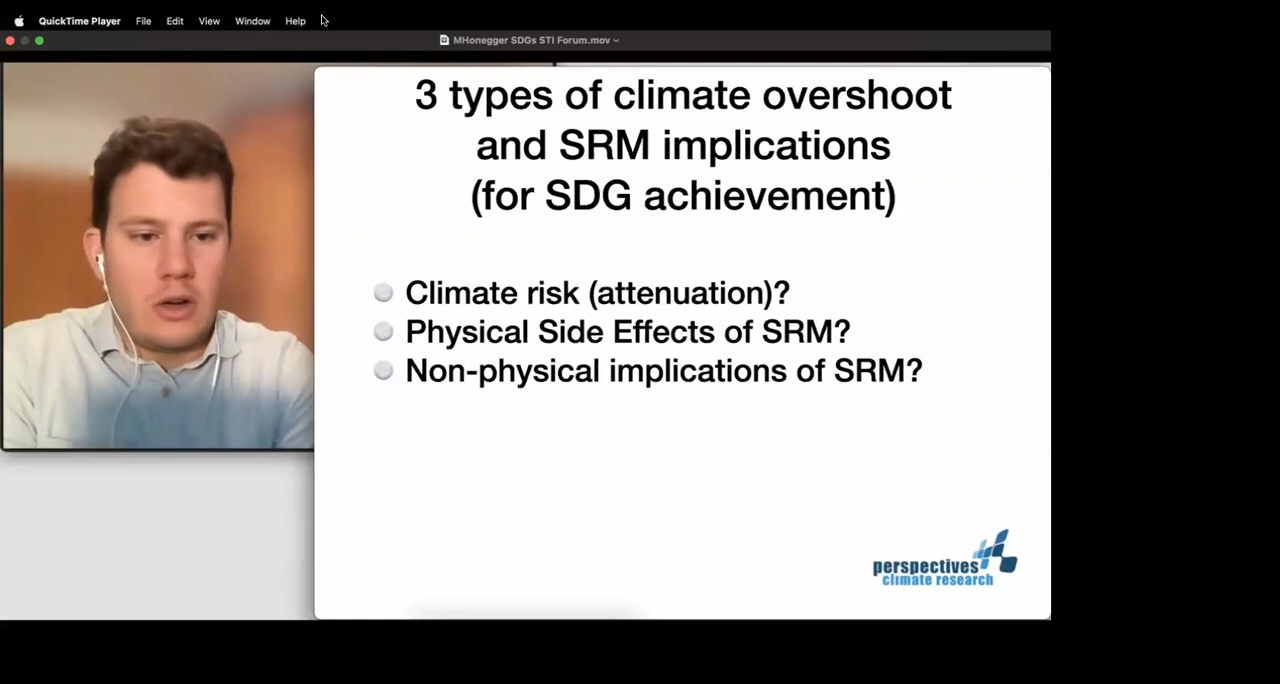 QuickTime Player File Edit View Window Help
MHonegger SDGs STI Forum.mov
3 types of climate overshoot
and SRM implications
(for SDG achievement)
Climate risk (attenuation)?
Physical Side Effects of SRM?
Non-physical implications of SRM?
perspectives
climate research